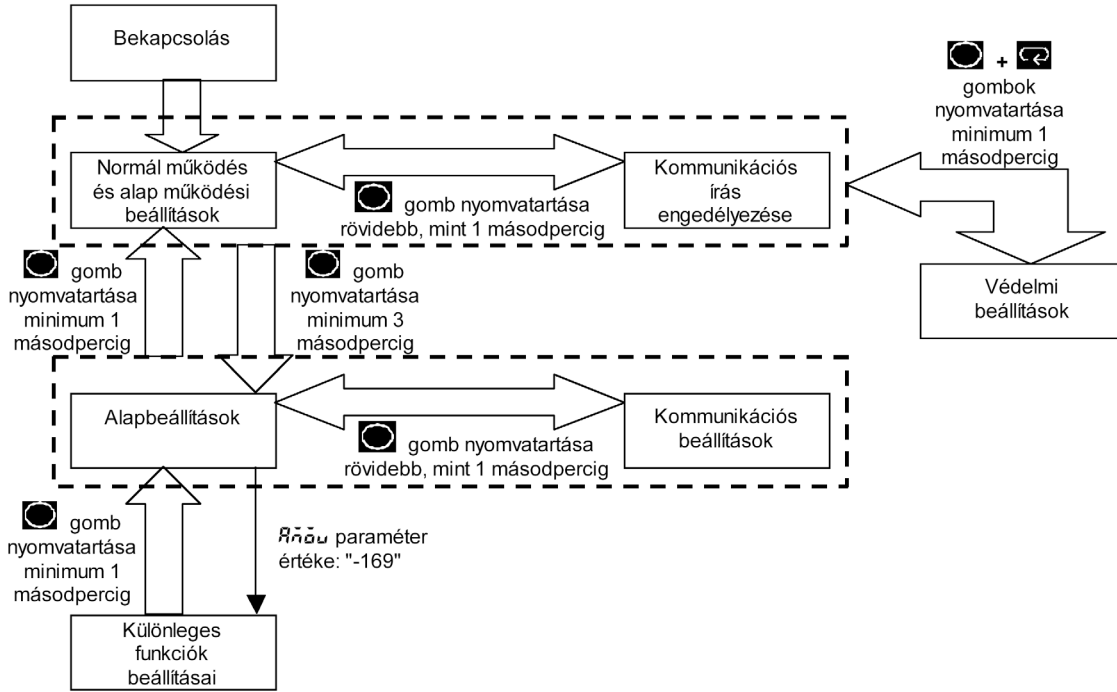 Bekapcsolás
+
gombok
nyomvatartása
minimum 1
másodpercig
Normál működés
és alap működési
beállítások
gomb nyomvatartása
rövidebb, mint 1 másodpercig
Kommunikációs
írás
engedélyezése
gomb
nyomvatartása
minimum 1
másodpercig
gomb
nyomvatartása
minimum 3
másodpercig
Védelmi
beállítások
Alapbeállítások
gomb nyomvatartása
rövidebb, mint 1 másodpercig
Kommunikációs
beállítások
gomb
nyomvatartása
minimum 1
másodpercig
paraméter
értéke: "-169"
Különleges
funkciók
beállításai